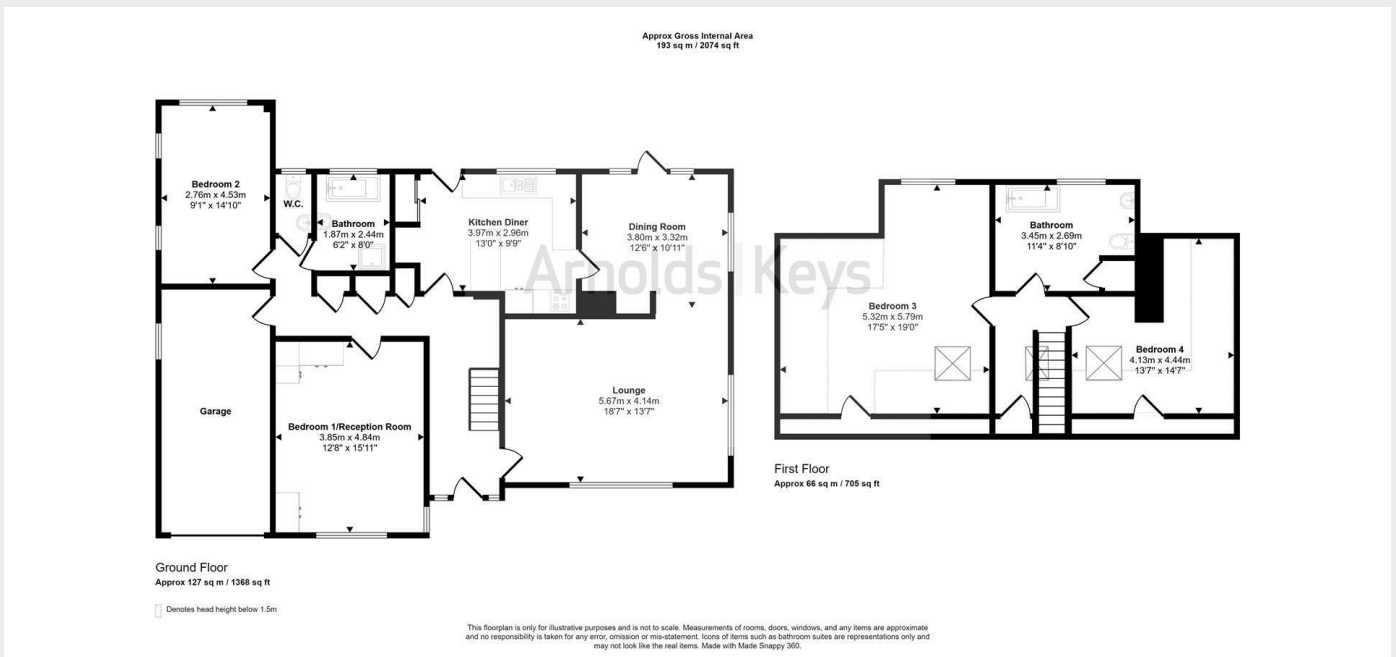 Approx Gross Internal Area
193 sq m / 2074 sq ft
Bedroom 2
2.76m x 4.53m
9'1" x 14'10"
W.C.
Bathroom
1.87m x 2.44m
6'2" x 8'0"
Kitchen Diner
3.97m x 2.96m
13'0" x 9'9"
Dining Room
3.80m x 3.32m
12'6" x 10'11"
Arnolds | Keys
Garage
Bedroom 1/Reception Room
3.85m x 4.84m
12'8" x 15'11"
Lounge
5.67m x 4.14m
18'7" x 13'7"
Ground Floor
Approx 127 sq m / 1368 sq ft
Denotes head height below 1.5m
Bathroom
3.45m x 2.69m
11'4" x 8'10"
Bedroom 3
5.32m x 5.79m
17'5" x 19'0"
Bedroom 4
4.13m x 4.44m
13'7" x 14'7"
First Floor
Approx 66 sq m / 705 sq ft
This floorplan is only for illustrative purposes and is not to scale. Measurements of rooms, doors, windows, and any items are approximate
and no responsibility is taken for any error, omission or mis-statement. Icons of items such as bathroom suites are representations only and
may not look like the real items. Made with Made Snappy 360.